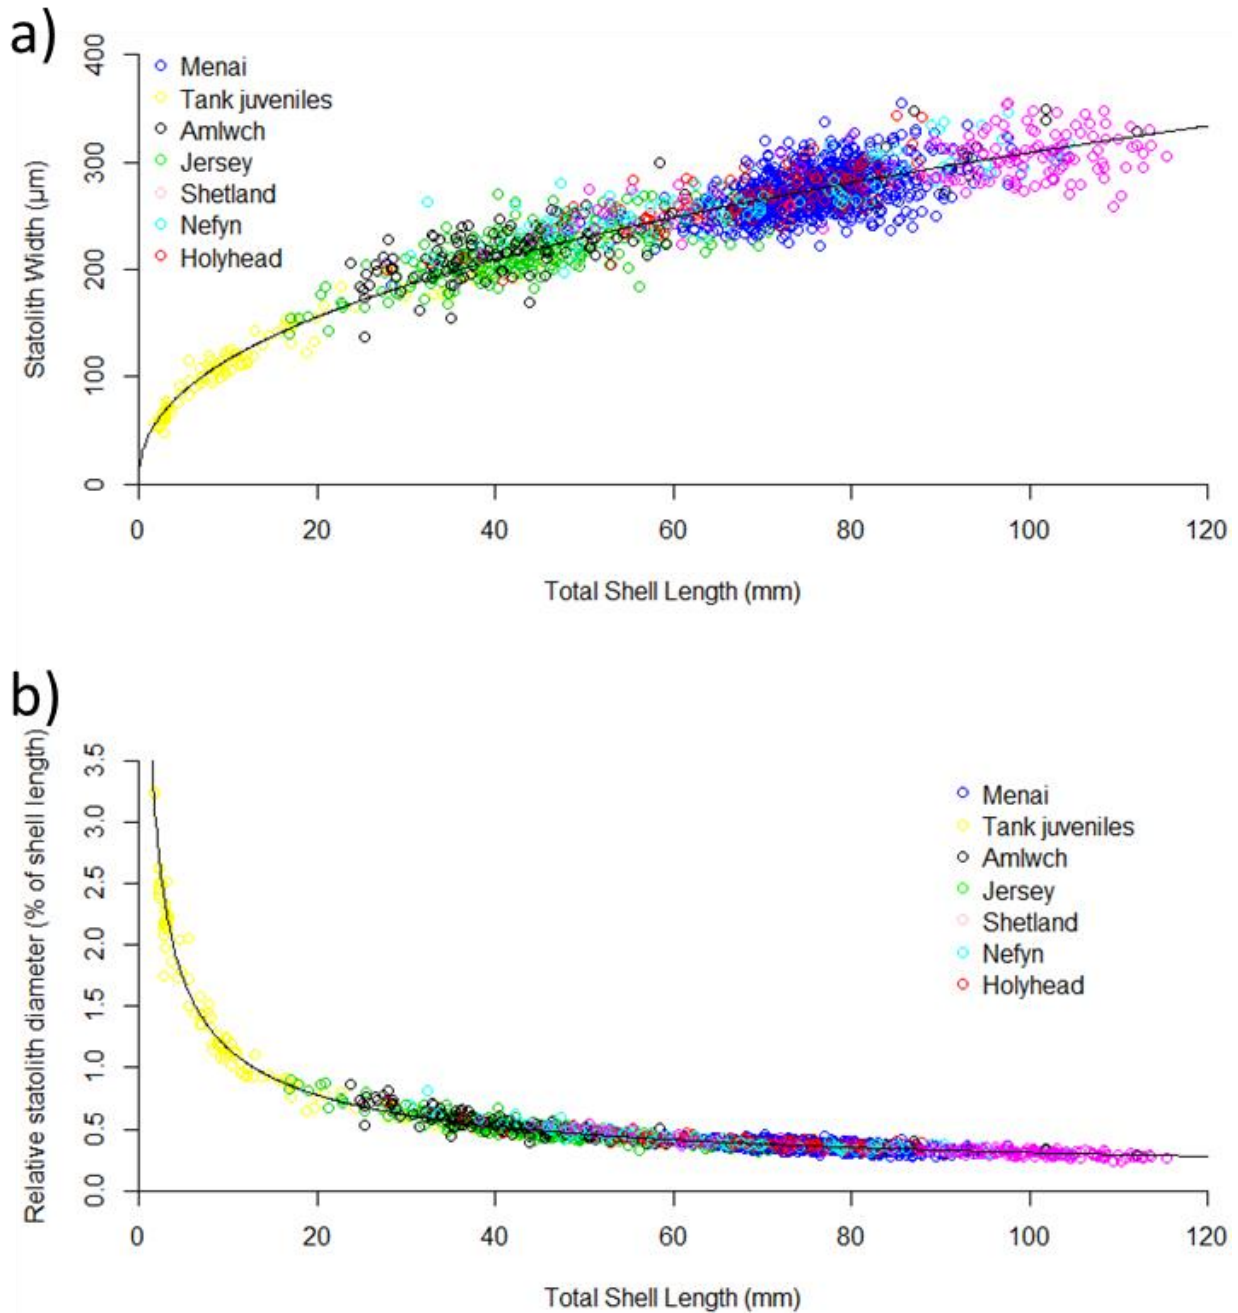 a)
400
300
200
100
0
Statolith Width (μm)
Menai
Tank juveniles
Amlwch
Jersey
Shetland
Nefyn
Holyhead
0 20 40 60 80 100 120
Total Shell Length (mm)
b)
3.5
3.0
2.5
2.0
1.5
1.0
0.5
0.0
Relative statolith diameter (% of shell length)
Menai
Tank juveniles
Amlwch
Jersey
Shetland
Nefyn
Holyhead
0 20 40 60 80 100 120
Total Shell Length (mm)